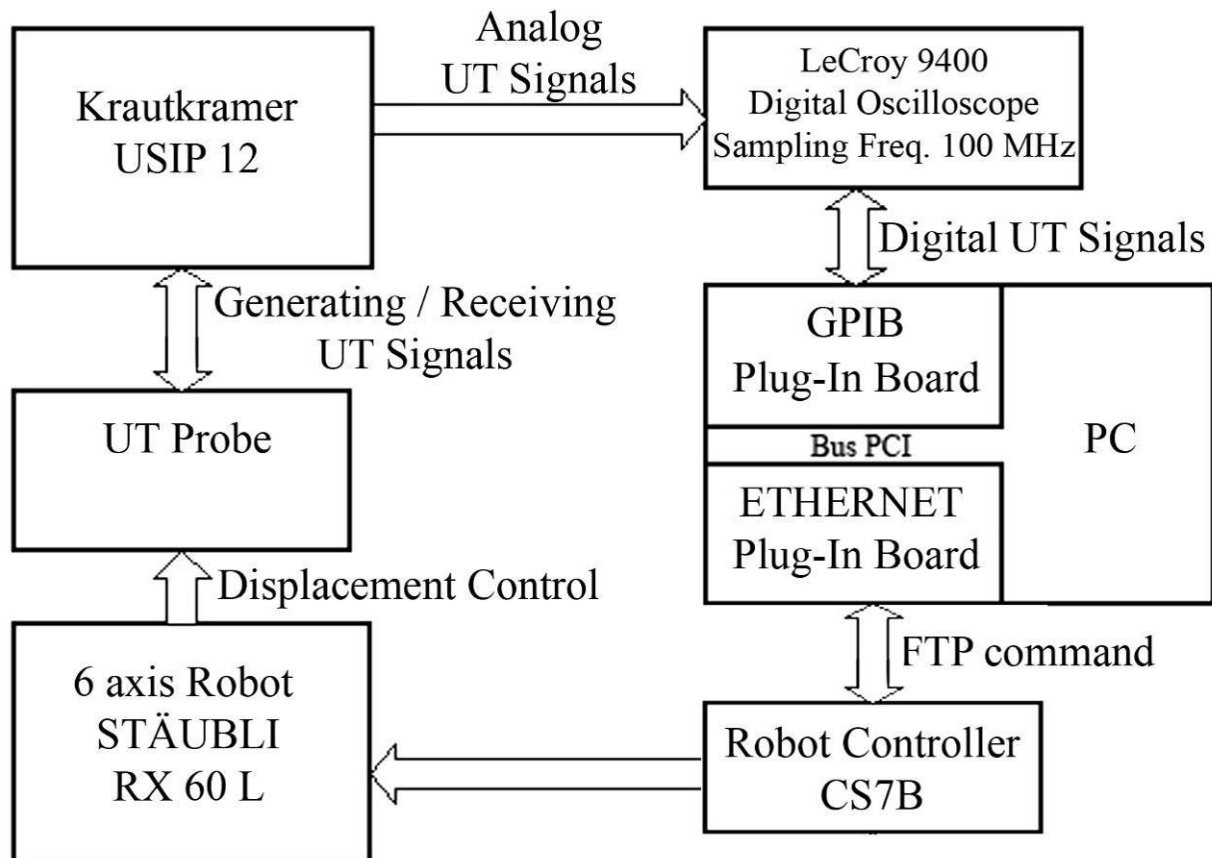 Krautkramer
USIP 12
Analog
UT Signals
LeCroy 9400
Digital Oscilloscope
Sampling Freq. 100 MHz
Digital UT Signals
Generating / Receiving
UT Signals
GPIB
Plug-In Board
PC
Bus PCI
ETHERNET
Plug-In Board
UT Probe
Displacement Control
FTP command
6 axis Robot
STÄUBLI
RX 60 L
Robot Controller
CS7B